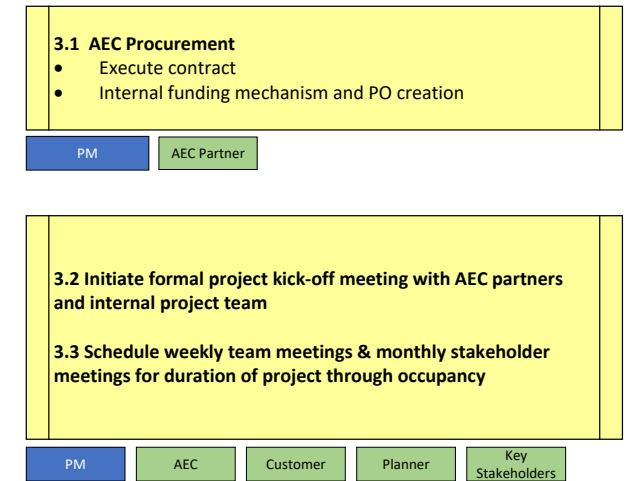 3.1 AEC Procurement
• Execute contract
• Internal funding mechanism and PO creation
PM
AEC Partner
3.2 Initiate formal project kick-off meeting with AEC partners
and internal project team
3.3 Schedule weekly team meetings & monthly stakeholder
meetings for duration of project through occupancy
PM
AEC
Customer
Planner
Key
Stakeholders